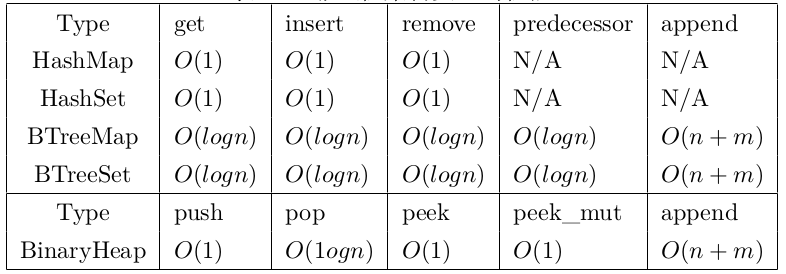 Type get insert remove predecessor append
HashMap O(1) O(1) O(1) N/A N/A
HashSet O(1) O(1) O(1) N/A N/A
BTreeMap O(logn) O(logn) O(logn) O(logn) O(n + m)
BTreeSet O(logn) O(logn) O(logn) O(logn) O(n + m)
Type push pop peek peek_mut append
BinaryHeap O(1) O(1ogn) O(1) O(1) O(n + m)